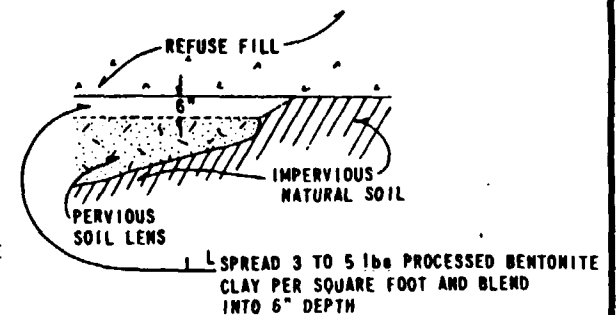 REFUSE FILL
6"
IMPERVIOUS
NATURAL SOIL
PERVIOUS
SOIL LENS
SPREAD 3 TO 5 lbs PROCESSED BENTONITE
CLAY PER SQUARE FOOT AND BLEND
INTO 6" DEPTH